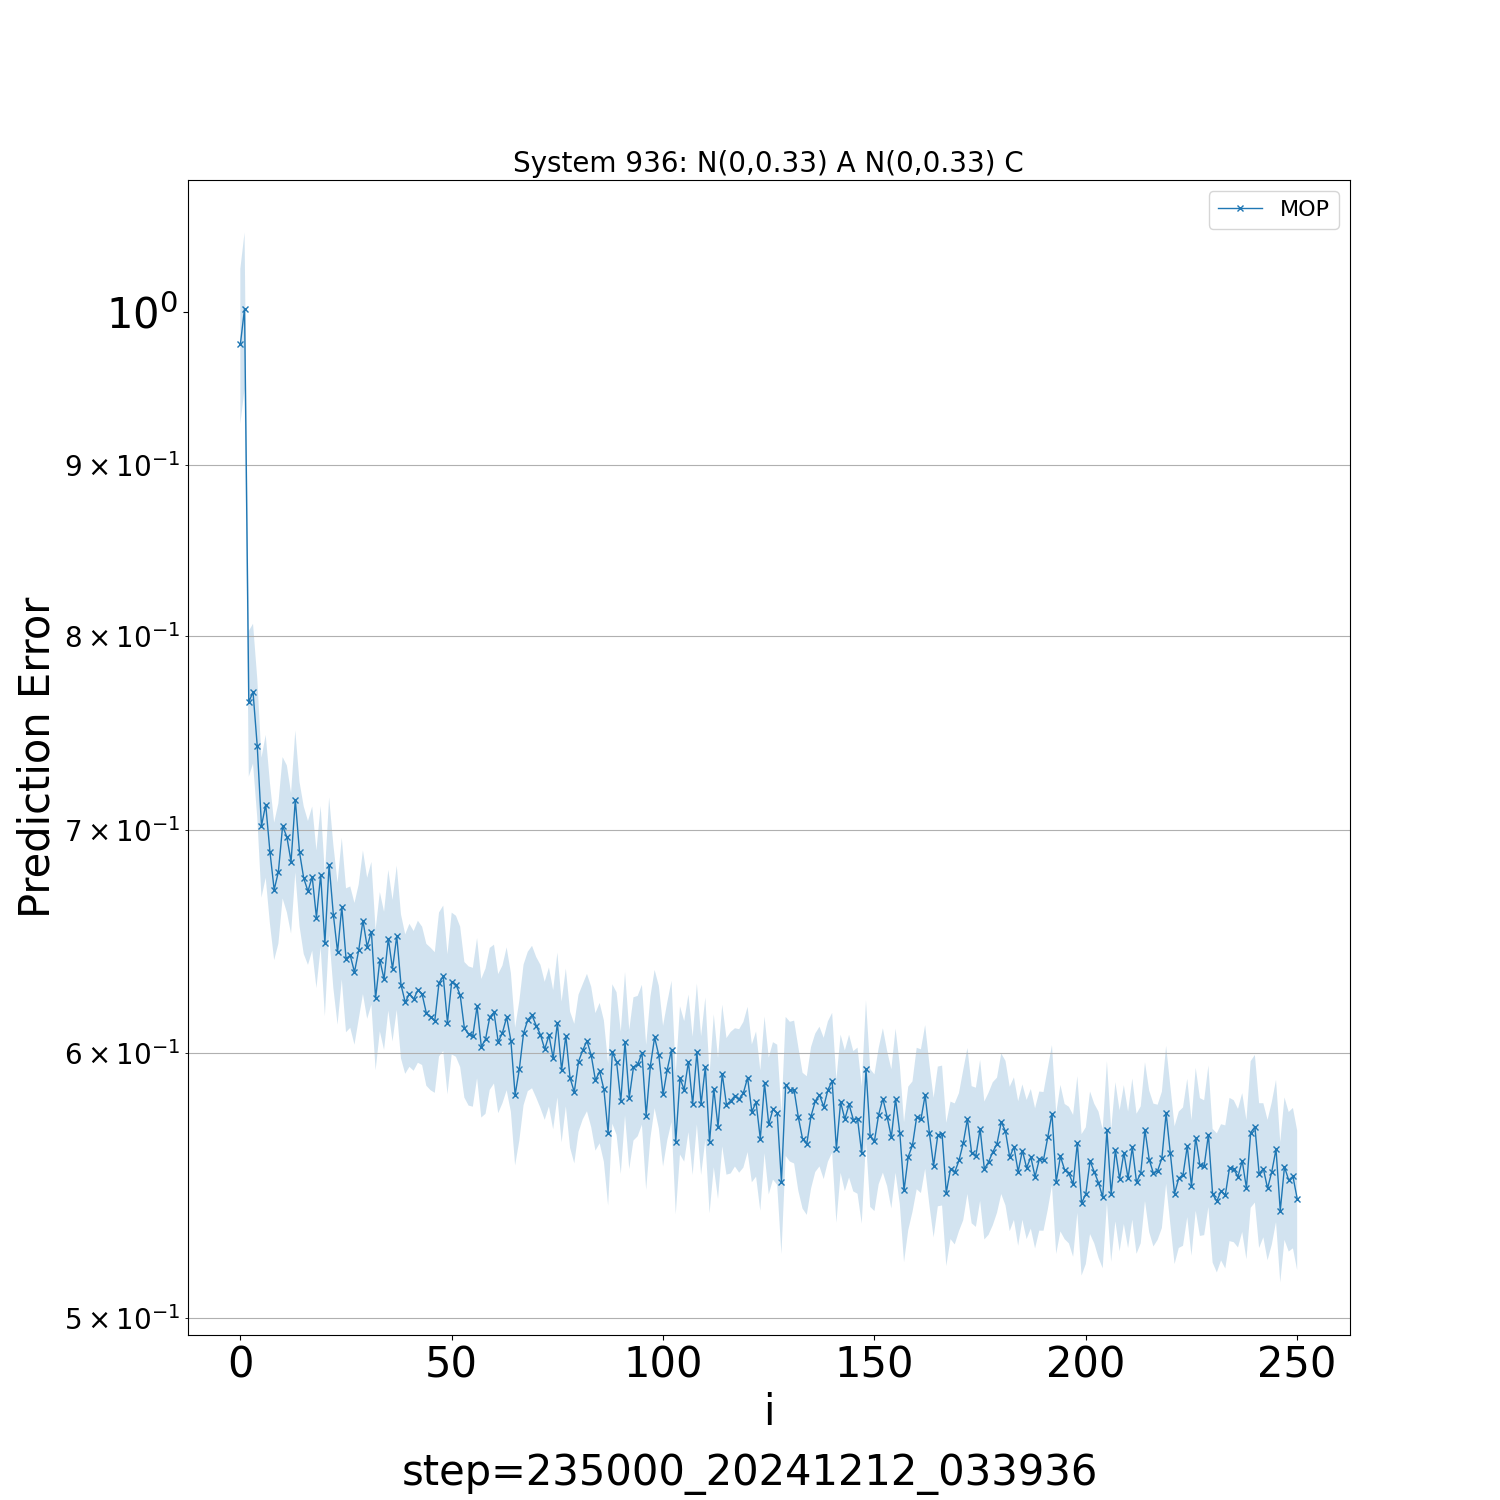 System 936: N(0,0.33) A N(0,0.33) C
MOP
10⁰
9 × 10⁻¹
8 × 10⁻¹
7 × 10⁻¹
6 × 10⁻¹
5 × 10⁻¹
Prediction Error
0 50 100 150 200 250
i
step=235000_20241212_033936